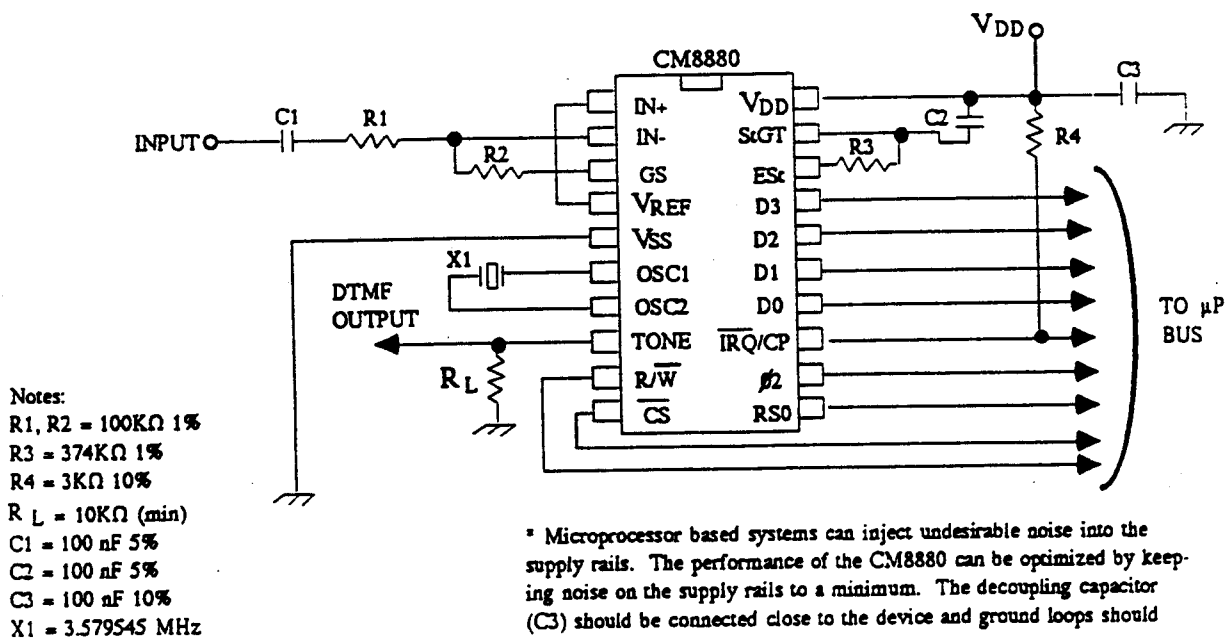 VDD
CM8880
C3
C1
R1
INPUT
R2
IN+
IN-
GS
VREF
VSS
OSC1
OSC2
TONE
R/W
CS
VDD
StGT
ESt
D3
D2
D1
D0
IRQ/CP
φ2
RS0
C2
R3
R4
X1
DTMF
OUTPUT
RL
TO µP
BUS
Notes:
R1, R2 = 100KΩ 1%
R3 = 374KΩ 1%
R4 = 3KΩ 10%
RL = 10KΩ (min)
C1 = 100 nF 5%
C2 = 100 nF 5%
C3 = 100 nF 10%
X1 = 3.579545 MHz
* Microprocessor based systems can inject undesirable noise into the
supply rails. The performance of the CM8880 can be optimized by keep-
ing noise on the supply rails to a minimum. The decoupling capacitor
(C3) should be connected close to the device and ground loops should